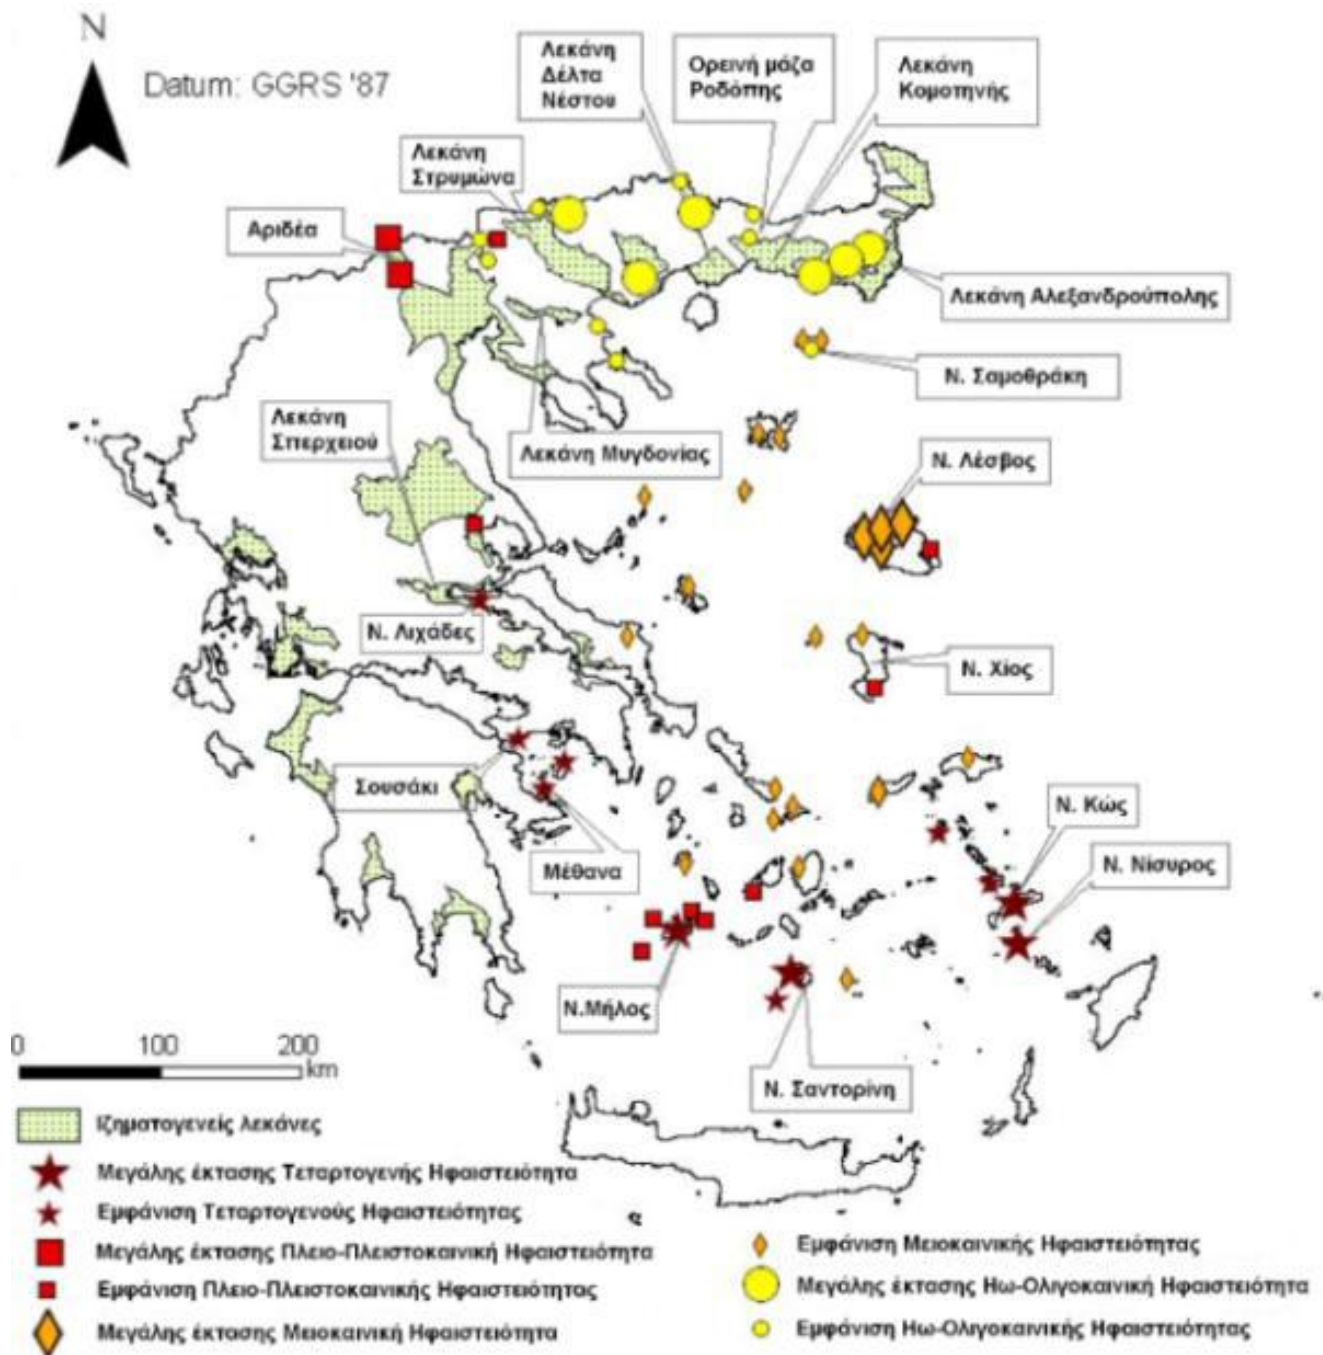 N
Datum: GGRS '87
Λεκάνη
Δέλτα
Νέστου
Ορεινή μάζα
Ροδόπης
Λεκάνη
Κομοτηνής
Λεκάνη
Στρυμώνα
Αριδέα
Λεκάνη Αλεξανδρούπολης
Ν. Σαμοθράκη
Λεκάνη
Σπερχειού
Λεκάνη Μυγδονίας
Ν. Λέσβος
Ν. Λιχάδες
Ν. Χίος
Σουσάκι
Ν. Κώς
Μέθανα
Ν. Νίσυρος
Ν.Μήλος
Ν. Σαντορίνη
0 100 200
km
Ιζηματογενείς λεκάνες
Μεγάλης έκτασης Τεταρτογενής Ηφαιστειότητα
Εμφάνιση Τεταρτογενούς Ηφαιστειότητας
Μεγάλης έκτασης Πλειο-Πλειστοκαινική Ηφαιστειότητα
Εμφάνιση Πλειο-Πλειστοκαινικής Ηφαιστειότητας
Μεγάλης έκτασης Μειοκαινική Ηφαιστειότητα
Εμφάνιση Μειοκαινικής Ηφαιστειότητας
Μεγάλης έκτασης Ηω-Ολιγοκαινική Ηφαιστειότητα
Εμφάνιση Ηω-Ολιγοκαινικής Ηφαιστειότητας